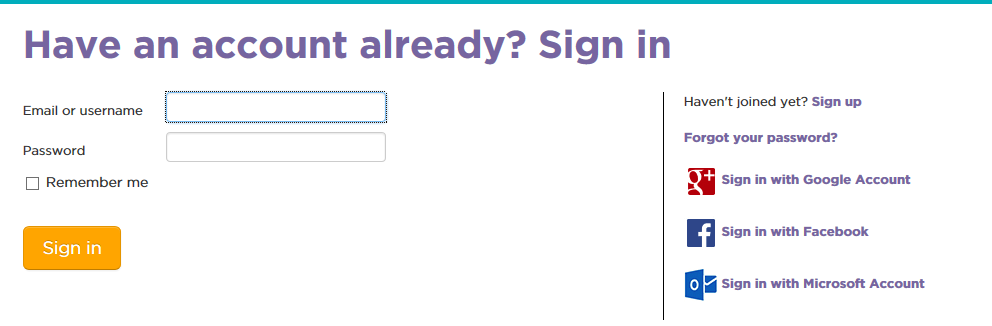 Have an account already? Sign in
Email or username
Password
Remember me
Sign in
Haven't joined yet? Sign up
Forgot your password?
g+ Sign in with Google Account
f Sign in with Facebook
o Sign in with Microsoft Account